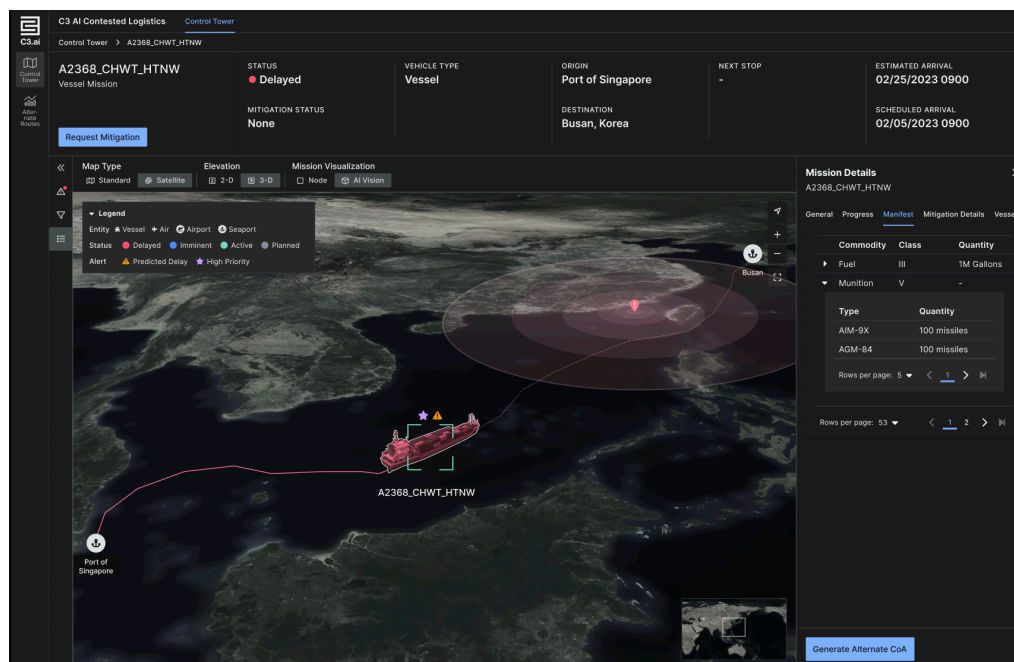 C3.ai
Control
Tower
Alter-
nate
Routes
C3 AI Contested Logistics Control Tower
Control Tower > A2368_CHWT_HTNW
A2368_CHWT_HTNW
Vessel Mission
Request Mitigation
STATUS
Delayed
MITIGATION STATUS
None
VEHICLE TYPE
Vessel
ORIGIN
Port of Singapore
DESTINATION
Busan, Korea
NEXT STOP
-
ESTIMATED ARRIVAL
02/25/2023 0900
SCHEDULED ARRIVAL
02/05/2023 0900
Map Type
Standard Satellite
Elevation
2-D 3-D
Mission Visualization
Node AI Vision
Legend
Entity Vessel Air Airport Seaport
Status Delayed Imminent Active Planned
Alert Predicted Delay High Priority
Busan
A2368_CHWT_HTNW
Port of
Singapore
Mission Details
A2368_CHWT_HTNW
General Progress Manifest Mitigation Details Vesse
Commodity Class Quantity
Fuel III 1M Gallons
Munition V -
Type Quantity
AIM-9X 100 missiles
AGM-84 100 missiles
Rows per page: 5 1
Rows per page: 53 1 2
Generate Alternate CoA